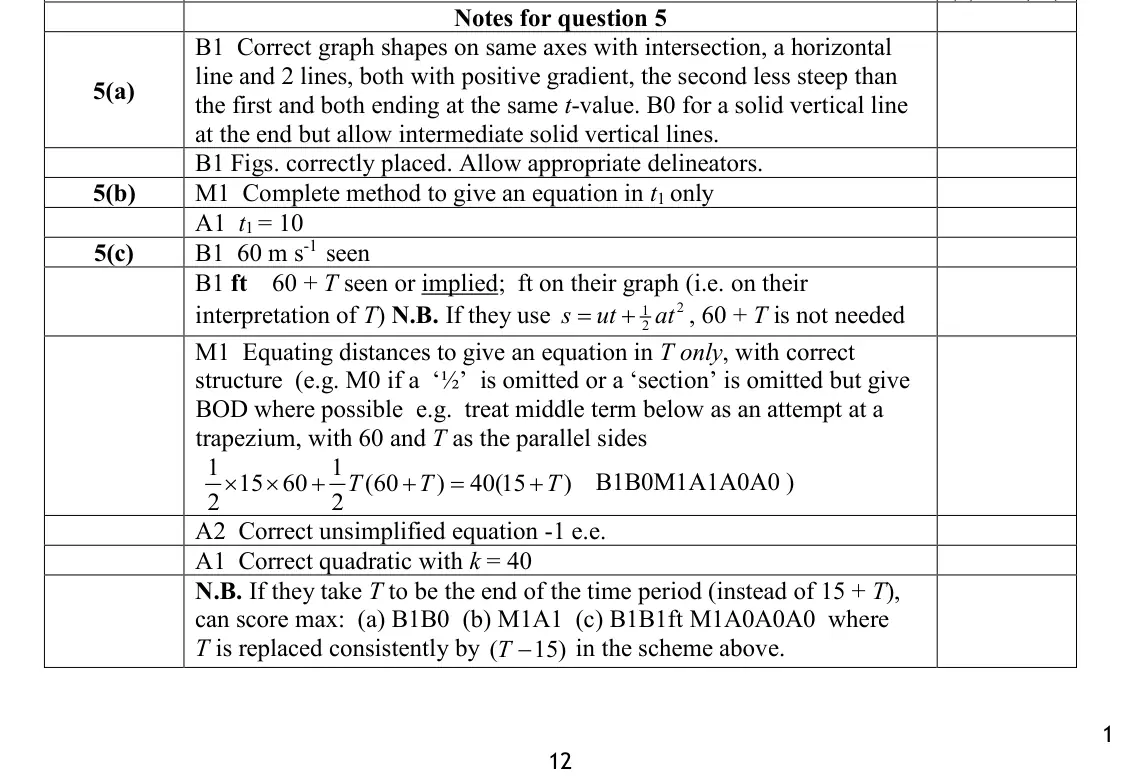 Notes for question 5
5(a)
B1 Correct graph shapes on same axes with intersection, a horizontal
line and 2 lines, both with positive gradient, the second less steep than
the first and both ending at the same t-value. B0 for a solid vertical line
at the end but allow intermediate solid vertical lines.
B1 Figs. correctly placed. Allow appropriate delineators.
5(b)
M1 Complete method to give an equation in t₁ only
A1 t₁ = 10
5(c)
B1 60 m s⁻¹ seen
B1 ft 60 + T seen or implied; ft on their graph (i.e. on their
interpretation of T) N.B. If they use s = ut + ½ at² , 60 + T is not needed
M1 Equating distances to give an equation in T only, with correct
structure (e.g. M0 if a ‘½’ is omitted or a ‘section’ is omitted but give
BOD where possible e.g. treat middle term below as an attempt at a
trapezium, with 60 and T as the parallel sides
1/2 × 15 × 60 + 1/2 T(60 + T) = 40(15 + T) B1B0M1A1A0A0 )
A2 Correct unsimplified equation -1 e.e.
A1 Correct quadratic with k = 40
N.B. If they take T to be the end of the time period (instead of 15 + T),
can score max: (a) B1B0 (b) M1A1 (c) B1B1ft M1A0A0A0 where
T is replaced consistently by (T − 15) in the scheme above.
1
12